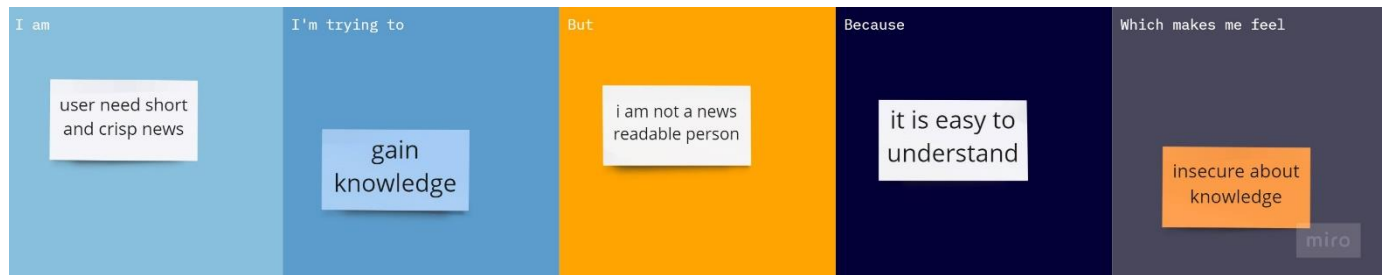 I am
user need short
and crisp news
I'm trying to
gain
knowledge
But
i am not a news
readable person
Because
it is easy to
understand
Which makes me feel
insecure about
knowledge
miro